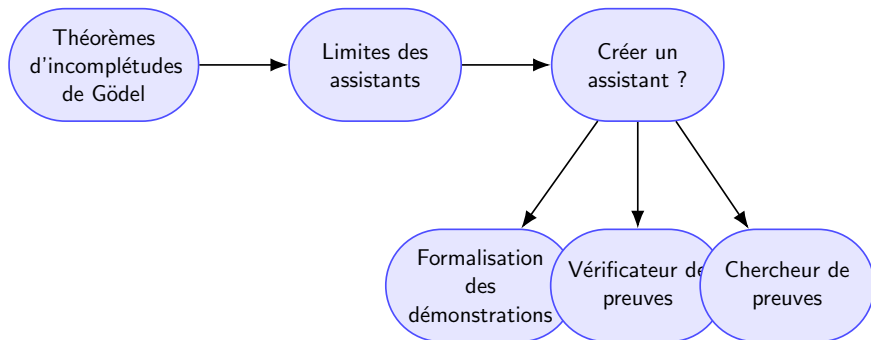 Théorèmes
d'incomplétudes
de Gödel
Limites des
assistants
Créer un
assistant ?
Formalisation
des
démonstrations
Vérificateur de
preuves
Chercheur de
preuves